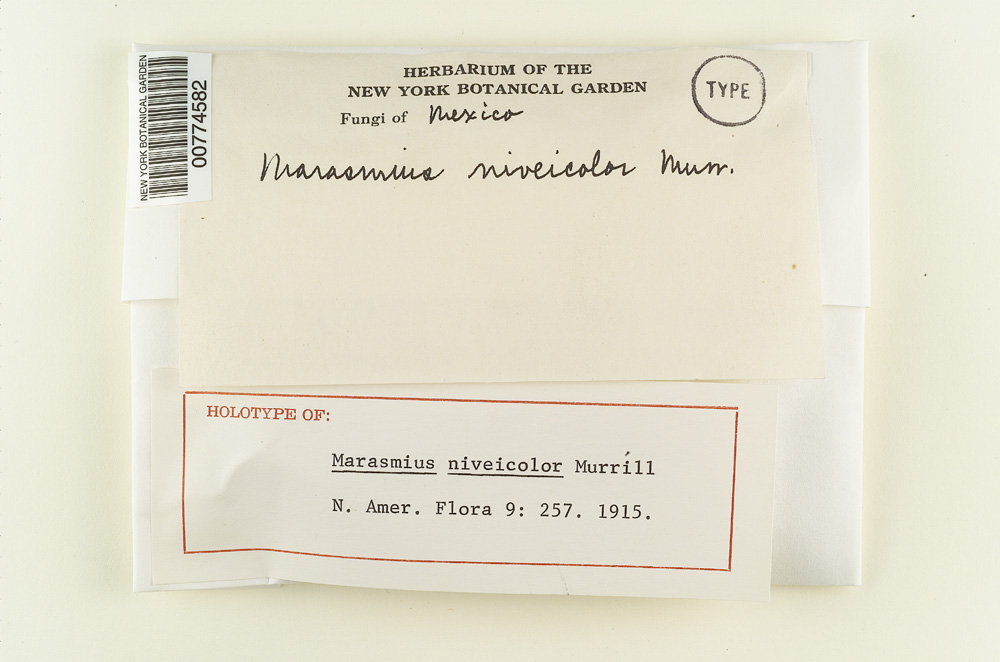 NEW YORK BOTANICAL GARDEN
00774582
HERBARIUM OF THE
NEW YORK BOTANICAL GARDEN
Fungi of Mexico
TYPE
Marasmius niveicolor Murr.
HOLOTYPE OF:
Marasmius niveicolor Murrill
N. Amer. Flora 9: 257. 1915.